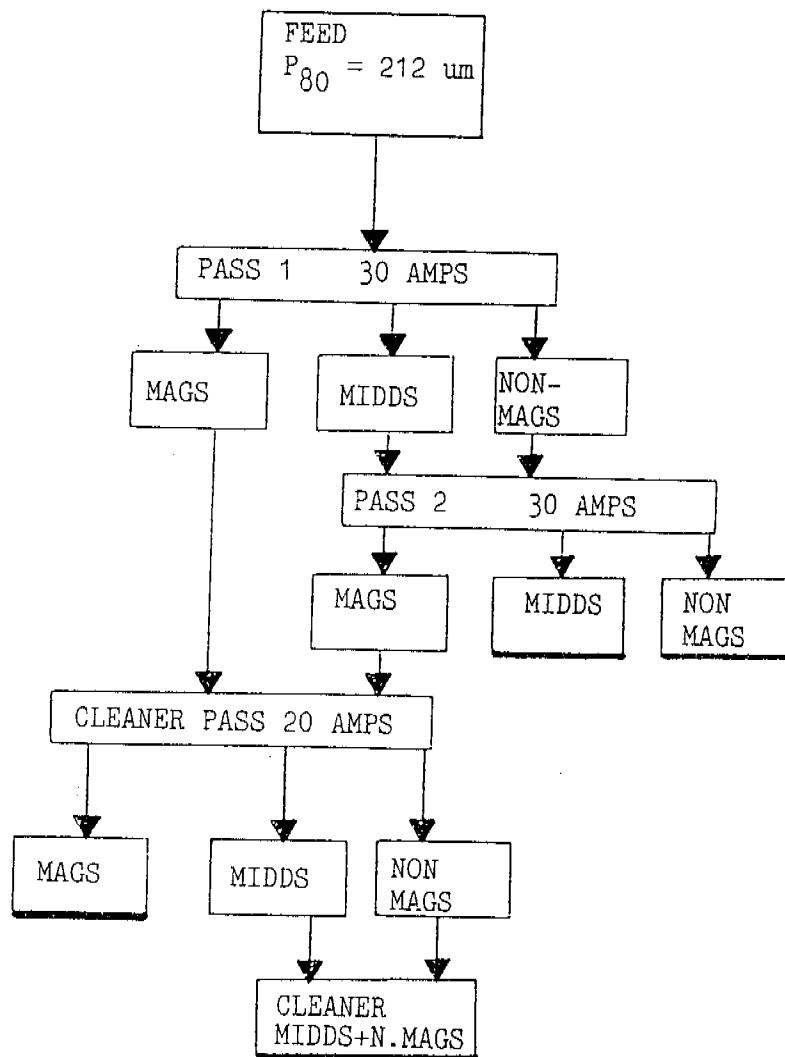 FEED
P80 = 212 um
PASS 1 30 AMPS
MAGS
MIDDS
NON-
MAGS
PASS 2 30 AMPS
MAGS
MIDDS
NON
MAGS
CLEANER PASS 20 AMPS
MAGS
MIDDS
NON
MAGS
CLEANER
MIDDS+N.MAGS